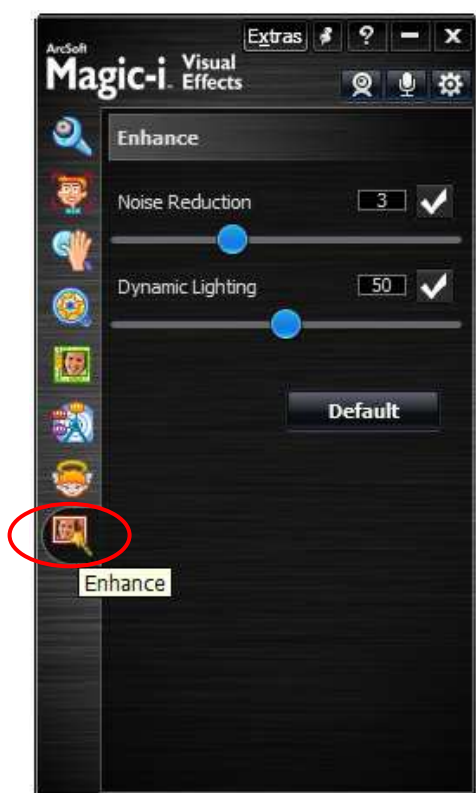 Extras ?
ArcSoft
Magic-i Visual
Effects
Enhance
Noise Reduction 3
Dynamic Lighting 50
Default
Enhance